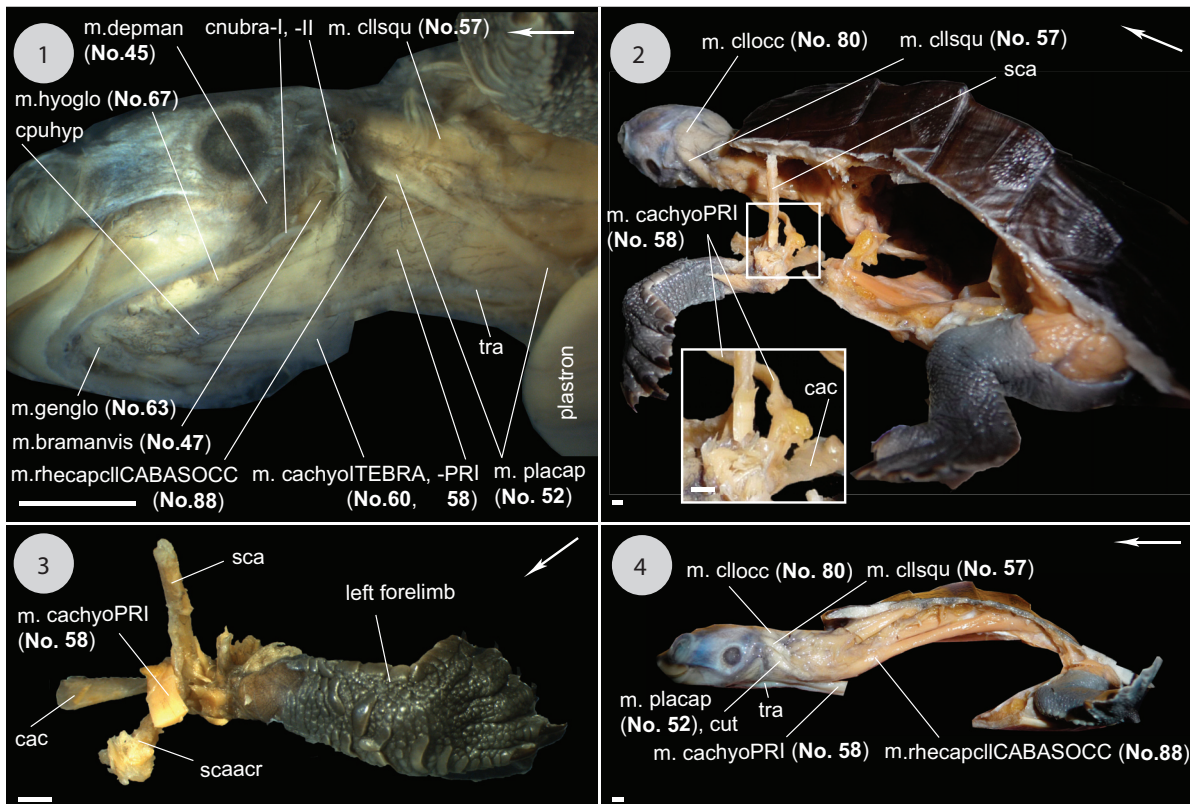 1
m.depman
(No.45)
cnubra-I, -II
m. cllsqu (No.57)
m.hyoglo (No.67)
cpuhyp
tra
plastron
m.genglo (No.63)
m.bramanvis (No.47)
m.rhecapcllCABASOCC
(No.88)
m. cachyoITEBRA, -PRI
(No.60, 58)
m. placap
(No. 52)
2
m. cllocc (No. 80)
m. cllsqu (No. 57)
sca
m. cachyoPRI
(No. 58)
cac
3
sca
m. cachyoPRI
(No. 58)
left forelimb
cac
scaacr
4
m. cllocc (No. 80)
m. cllsqu (No. 57)
m. placap
(No. 52), cut
tra
m. cachyoPRI (No. 58)
m.rhecapcllCABASOCC (No.88)